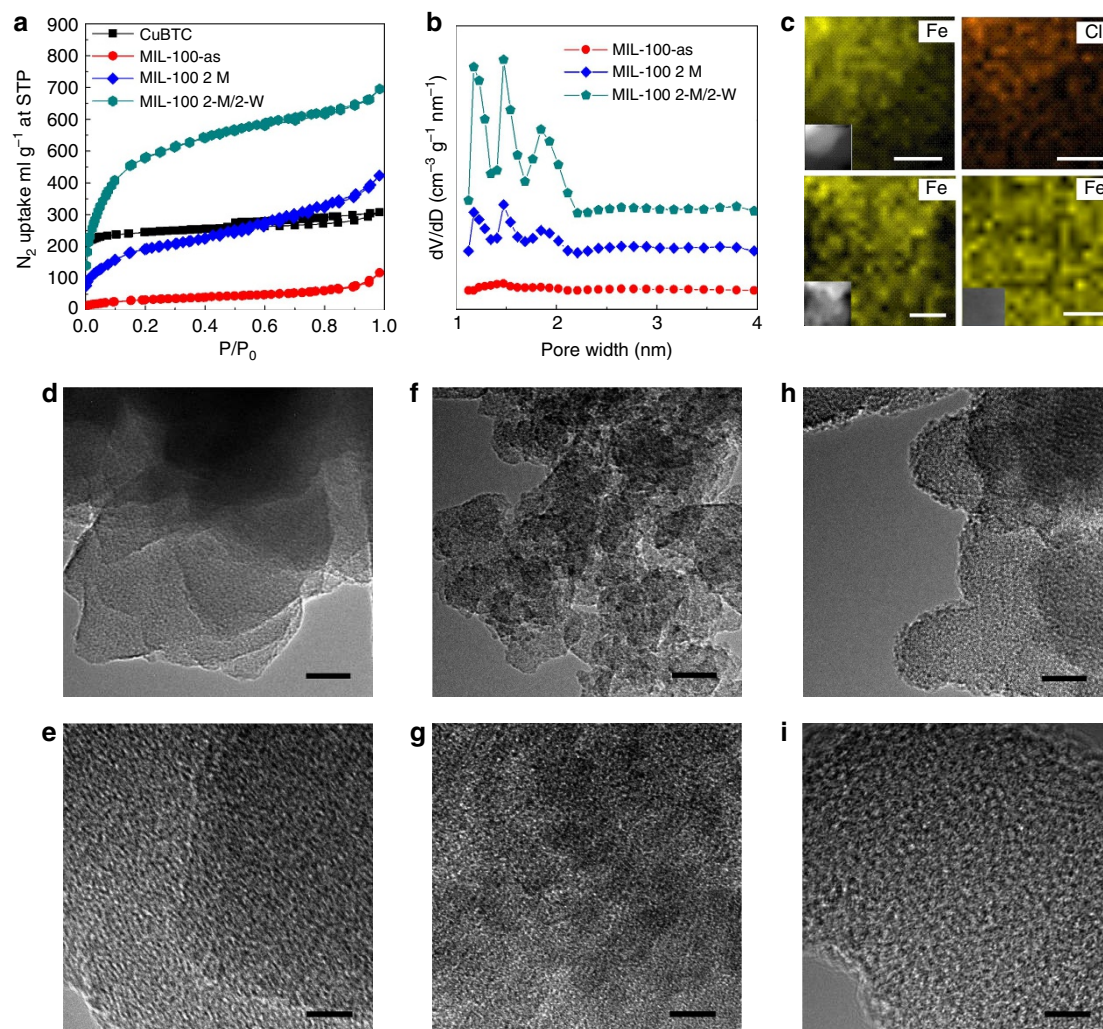 a
900
800
700
600
500
400
300
200
100
0
N₂ uptake ml g⁻¹ at STP
CuBTC
MIL-100-as
MIL-100 2 M
MIL-100 2-M/2-W
0.0 0.2 0.4 0.6 0.8 1.0
P/P₀
b
dV/dD (cm⁻³ g⁻¹ nm⁻¹)
MIL-100-as
MIL-100 2 M
MIL-100 2-M/2-W
1 2 3 4
Pore width (nm)
c
Fe
Cl
Fe
Fe
d
f
h
e
g
i